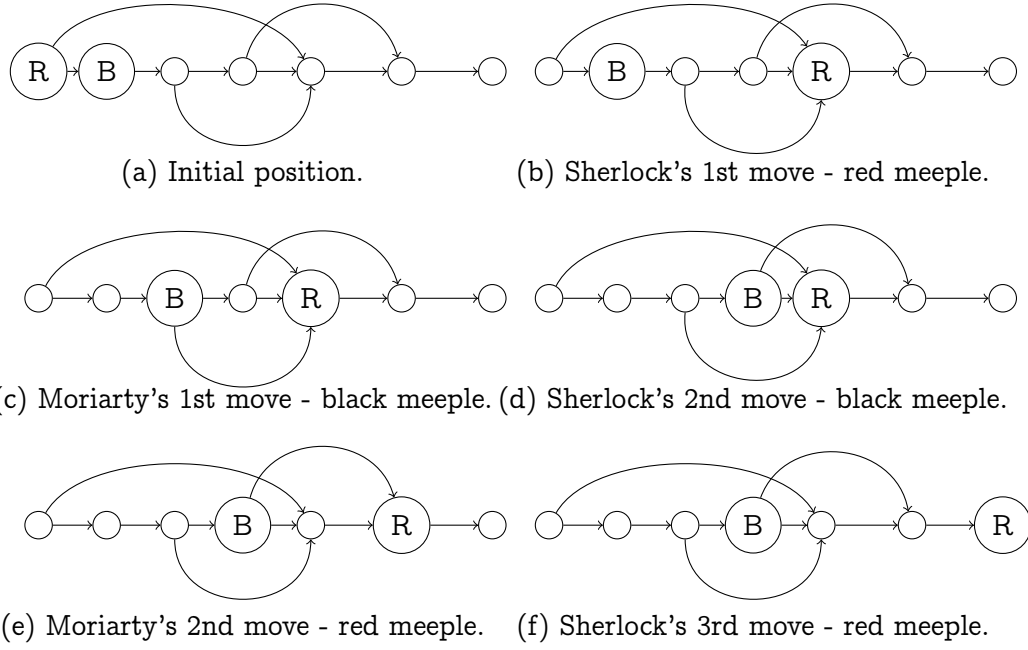 R B
B R
(a) Initial position.
(b) Sherlock's 1st move - red meeple.
B R
B R
(c) Moriarty's 1st move - black meeple.
(d) Sherlock's 2nd move - black meeple.
B R
B R
(e) Moriarty's 2nd move - red meeple.
(f) Sherlock's 3rd move - red meeple.